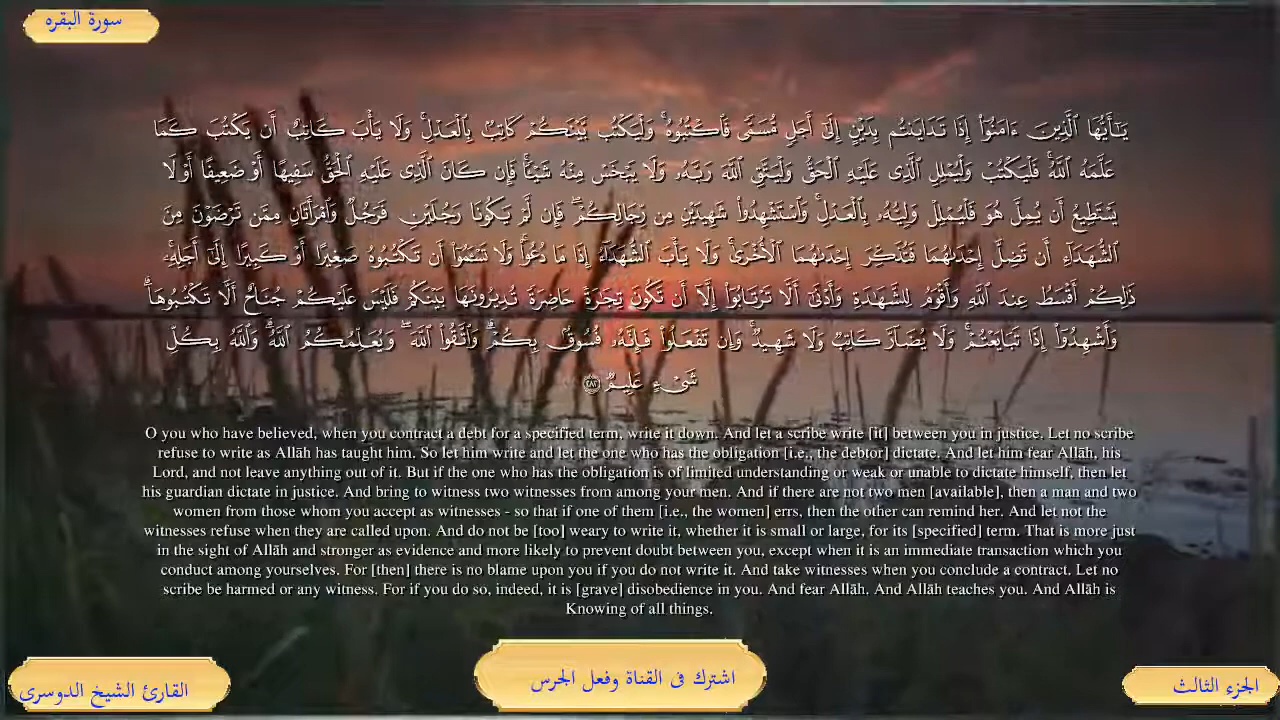 سورة البقره
يَـٰٓأَيُّهَا ٱلَّذِينَ ءَامَنُوٓا۟ إِذَا تَدَايَنتُم بِدَيْنٍ إِلَىٰٓ أَجَلٍ مُّسَمًّى فَٱكْتُبُوهُ ۚ وَلْيَكْتُب بَّيْنَكُمْ كَاتِبٌۢ بِٱلْعَدْلِ ۚ وَلَا يَأْبَ كَاتِبٌ أَن يَكْتُبَ كَمَا
عَلَّمَهُ ٱللَّهُ ۚ فَلْيَكْتُبْ وَلْيُمْلِلِ ٱلَّذِى عَلَيْهِ ٱلْحَقُّ وَلْيَتَّقِ ٱللَّهَ رَبَّهُۥ وَلَا يَبْخَسْ مِنْهُ شَيْـًٔا ۚ فَإِن كَانَ ٱلَّذِى عَلَيْهِ ٱلْحَقُّ سَفِيهًا أَوْ ضَعِيفًا أَوْ لَا
يَسْتَطِيعُ أَن يُمِلَّ هُوَ فَلْيُمْلِلْ وَلِيُّهُۥ بِٱلْعَدْلِ ۚ وَٱسْتَشْهِدُوا۟ شَهِيدَيْنِ مِن رِّجَالِكُمْ ۖ فَإِن لَّمْ يَكُونَا رَجُلَيْنِ فَرَجُلٌ وَٱمْرَأَتَانِ مِمَّن تَرْضَوْنَ مِنَ
ٱلشُّهَدَآءِ أَن تَضِلَّ إِحْدَىٰهُمَا فَتُذَكِّرَ إِحْدَىٰهُمَا ٱلْأُخْرَىٰ ۚ وَلَا يَأْبَ ٱلشُّهَدَآءُ إِذَا مَا دُعُوا۟ ۚ وَلَا تَسْـَٔمُوٓا۟ أَن تَكْتُبُوهُ صَغِيرًا أَوْ كَبِيرًا إِلَىٰٓ أَجَلِهِۦ ۚ
ذَٰلِكُمْ أَقْسَطُ عِندَ ٱللَّهِ وَأَقْوَمُ لِلشَّهَـٰدَةِ وَأَدْنَىٰٓ أَلَّا تَرْتَابُوٓا۟ ۖ إِلَّآ أَن تَكُونَ تِجَـٰرَةً حَاضِرَةً تُدِيرُونَهَا بَيْنَكُمْ فَلَيْسَ عَلَيْكُمْ جُنَاحٌ أَلَّا تَكْتُبُوهَا ۗ
وَأَشْهِدُوٓا۟ إِذَا تَبَايَعْتُمْ ۚ وَلَا يُضَآرَّ كَاتِبٌ وَلَا شَهِيدٌ ۚ وَإِن تَفْعَلُوا۟ فَإِنَّهُۥ فُسُوقٌۢ بِكُمْ ۗ وَٱتَّقُوا۟ ٱللَّهَ ۖ وَيُعَلِّمُكُمُ ٱللَّهُ ۗ وَٱللَّهُ بِكُلِّ
شَىْءٍ عَلِيمٌ ٢٨٢
O you who have believed, when you contract a debt for a specified term, write it down. And let a scribe write [it] between you in justice. Let no scribe
refuse to write as Allāh has taught him. So let him write and let the one who has the obligation [i.e., the debtor] dictate. And let him fear Allāh, his
Lord, and not leave anything out of it. But if the one who has the obligation is of limited understanding or weak or unable to dictate himself, then let
his guardian dictate in justice. And bring to witness two witnesses from among your men. And if there are not two men [available], then a man and two
women from those whom you accept as witnesses - so that if one of them [i.e., the women] errs, then the other can remind her. And let not the
witnesses refuse when they are called upon. And do not be [too] weary to write it, whether it is small or large, for its [specified] term. That is more just
in the sight of Allāh and stronger as evidence and more likely to prevent doubt between you, except when it is an immediate transaction which you
conduct among yourselves. For [then] there is no blame upon you if you do not write it. And take witnesses when you conclude a contract. Let no
scribe be harmed or any witness. For if you do so, indeed, it is [grave] disobedience in you. And fear Allāh. And Allāh teaches you. And Allāh is
Knowing of all things.
الجزء الثالث
اشترك فى القناة وفعل الجرس
القارئ الشيخ الدوسرى